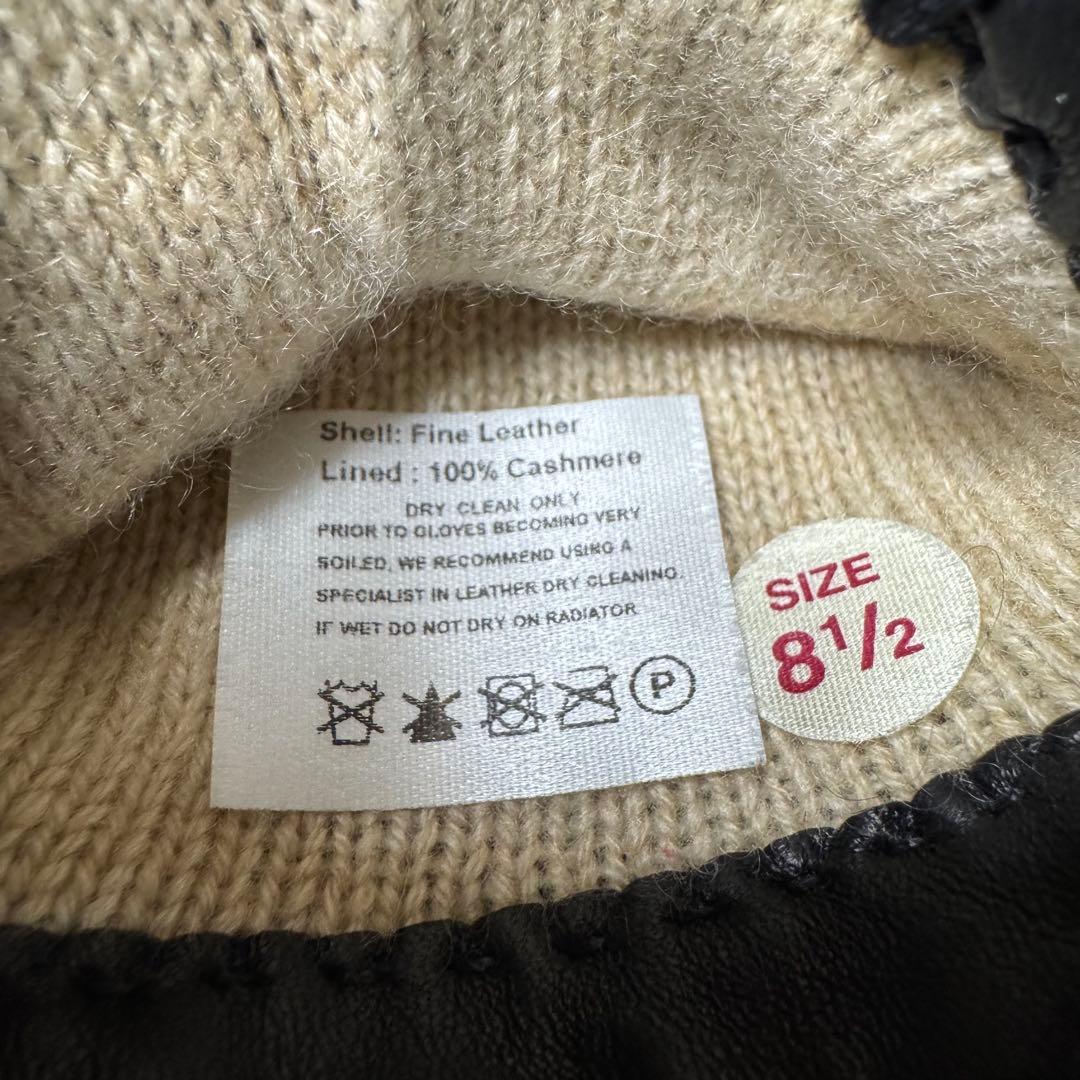 Shell: Fine Leather
Lined : 100% Cashmere
DRY CLEAN ONLY
PRIOR TO GLOVES BECOMING VERY
SOILED, WE RECOMMEND USING A
SPECIALIST IN LEATHER DRY CLEANING.
IF WET DO NOT DRY ON RADIATOR
P
SIZE
8 1/2